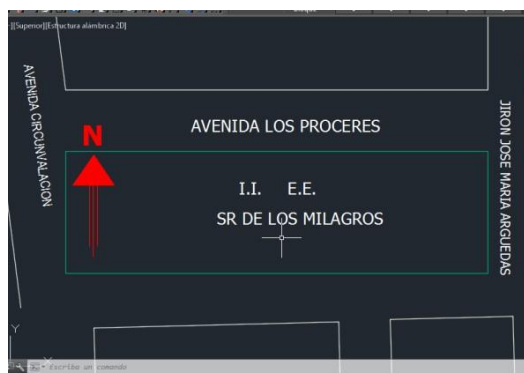 [Superior][Estructura alámbrica 2D]
AVENIDA CIRCUNVALACION
AVENIDA LOS PROCERES
JIRON JOSE MARIA ARGUEDAS
N
I.I. E.E.
SR DE LOS MILAGROS
Y
X
Escriba un comando